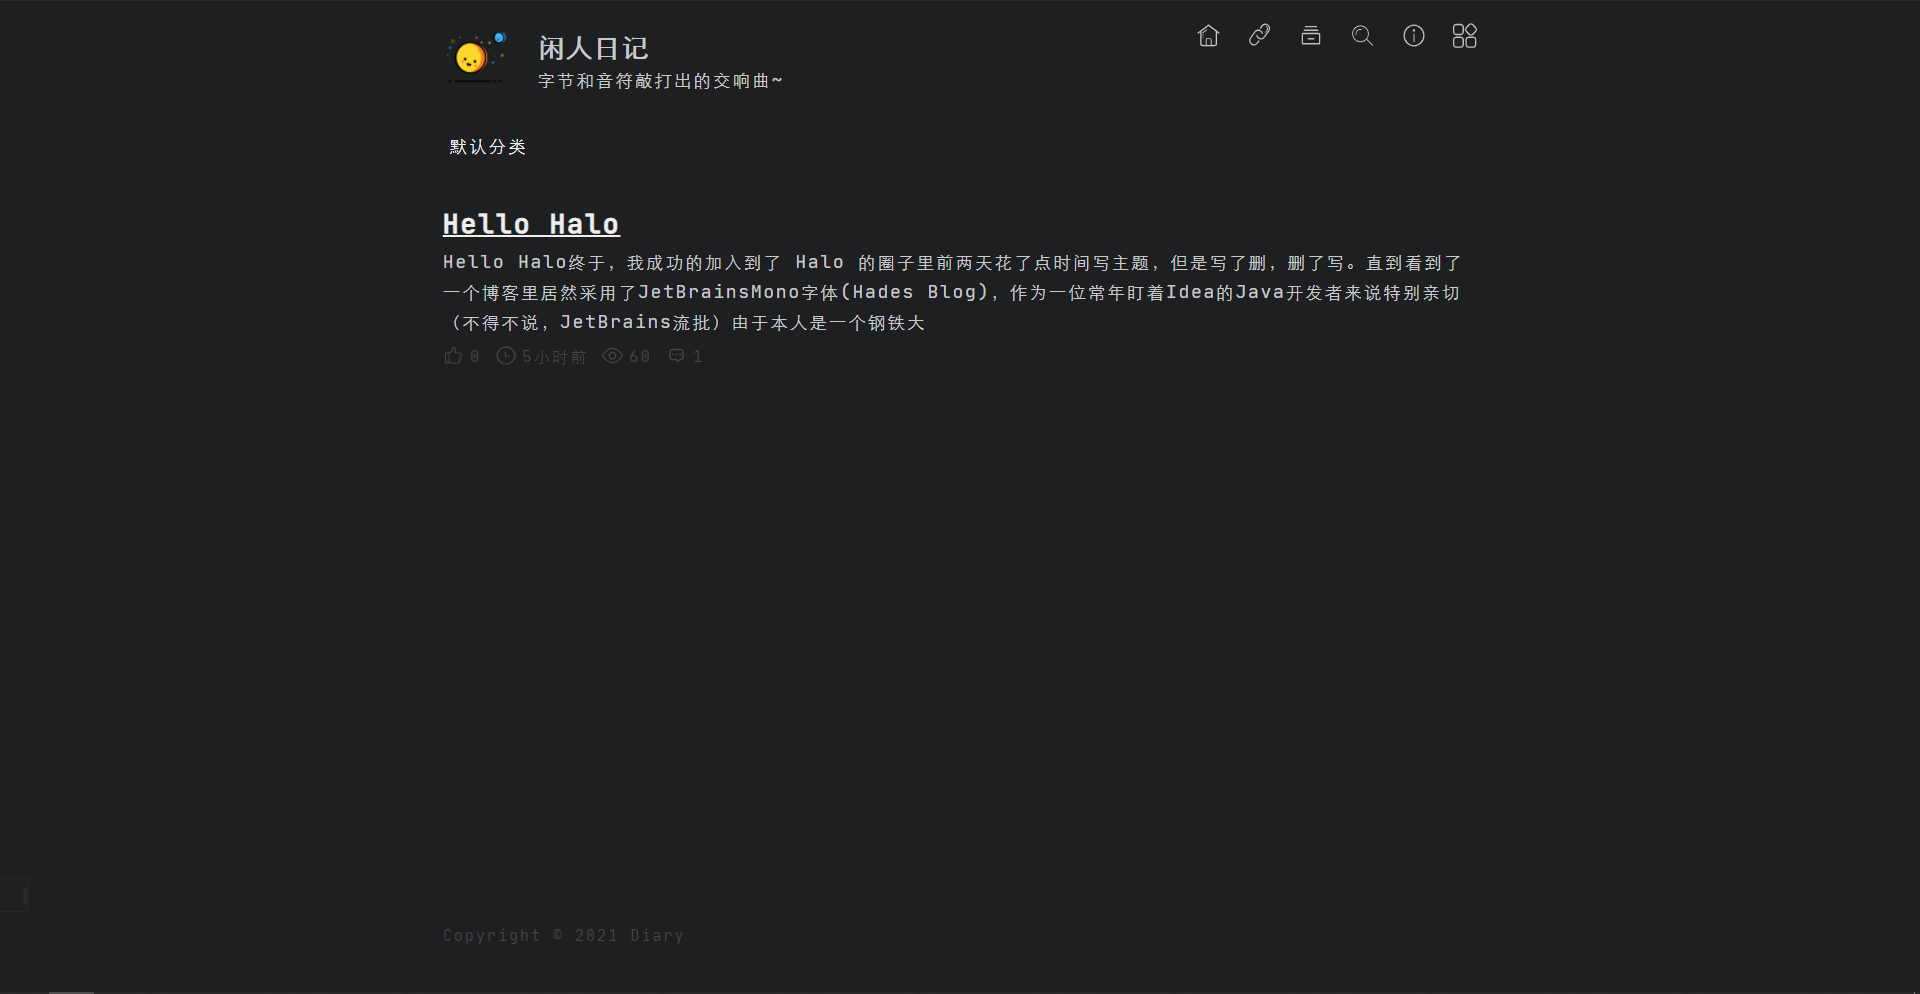 闲人日记
字节和音符敲打出的交响曲~
默认分类
Hello Halo
Hello Halo终于，我成功的加入到了 Halo 的圈子里前两天花了点时间写主题，但是写了删，删了写。直到看到了
一个博客里居然采用了JetBrainsMono字体(Hades Blog)，作为一位常年盯着Idea的Java开发者来说特别亲切
（不得不说，JetBrains流批）由于本人是一个钢铁大
0 5小时前 60 1
Copyright © 2021 Diary